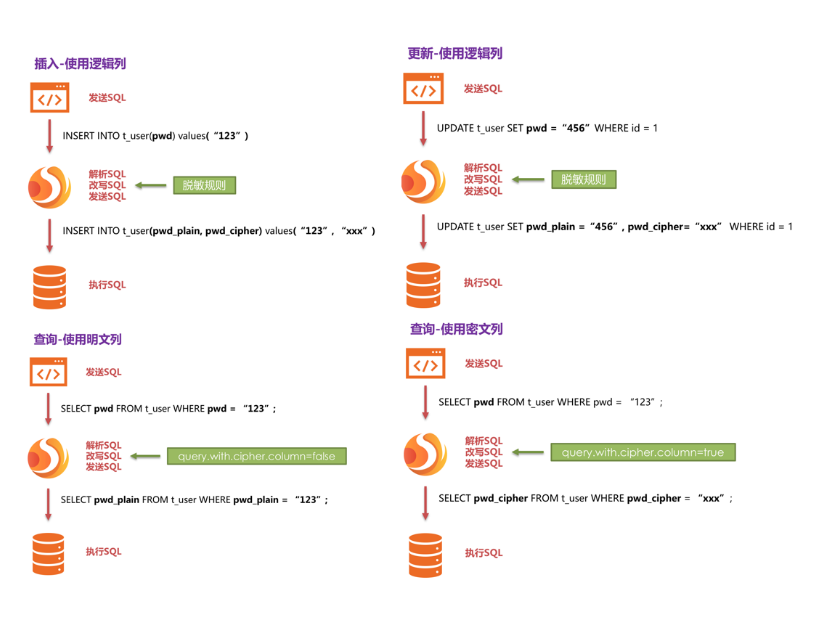 插入-使用逻辑列
</>
发送SQL
INSERT INTO t_user(pwd) values(“123”)
解析SQL
改写SQL
发送SQL
脱敏规则
INSERT INTO t_user(pwd_plain, pwd_cipher) values(“123”, “xxx”)
执行SQL
更新-使用逻辑列
</>
发送SQL
UPDATE t_user SET pwd =“456” WHERE id = 1
解析SQL
改写SQL
发送SQL
脱敏规则
UPDATE t_user SET pwd_plain =“456”, pwd_cipher=“xxx” WHERE id = 1
执行SQL
查询-使用明文列
</>
发送SQL
SELECT pwd FROM t_user WHERE pwd = “123”;
解析SQL
改写SQL
发送SQL
query.with.cipher.column=false
SELECT pwd_plain FROM t_user WHERE pwd_plain = “123”;
执行SQL
查询-使用密文列
</>
发送SQL
SELECT pwd FROM t_user WHERE pwd = “123”;
解析SQL
改写SQL
发送SQL
query.with.cipher.column=true
SELECT pwd_cipher FROM t_user WHERE pwd_cipher = “xxx”;
执行SQL